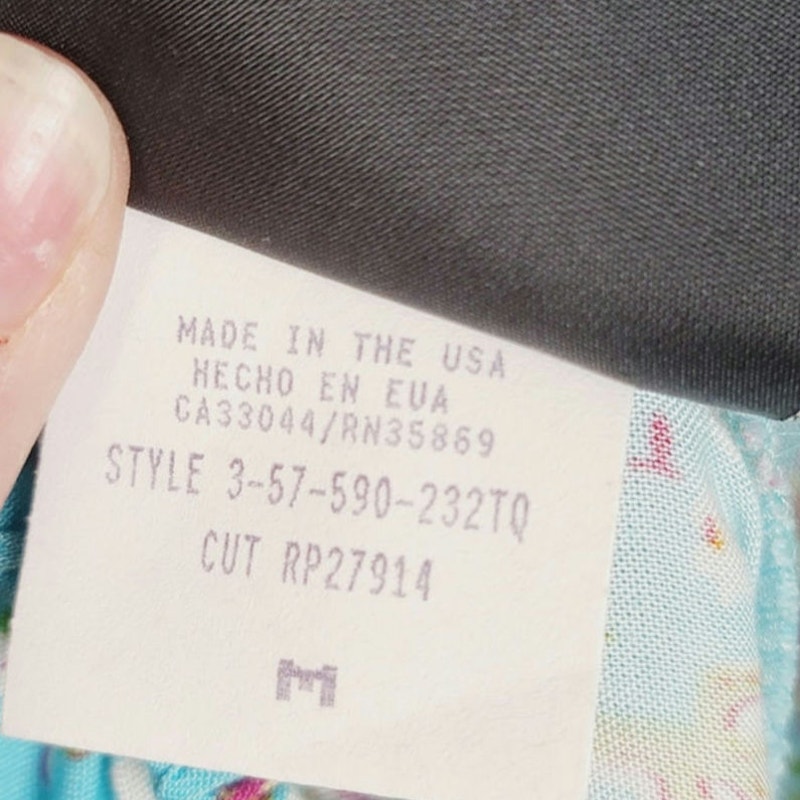 MADE IN THE USA
HECHO EN EUA
CA33044/RN35869
STYLE 3-57-590-232TQ
CUT RP27914
M